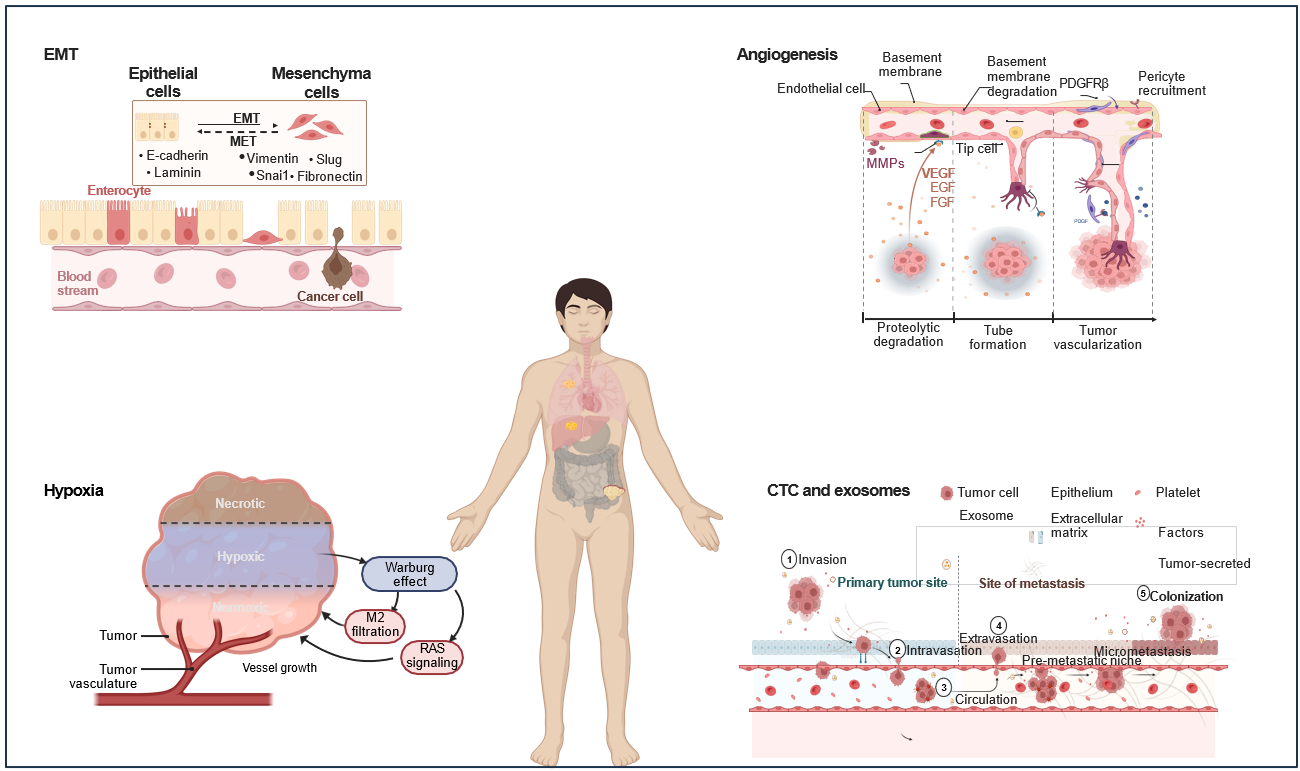 EMT
Epithelial
cells
Mesenchyma
cells
EMT
MET
• E-cadherin
• Laminin
• Vimentin
• Snai1
• Slug
• Fibronectin
Enterocyte
Blood
stream
Cancer cell
Angiogenesis
Basement
membrane
Endothelial cell
Basement
membrane
degradation
PDGFRβ
Pericyte
recruitment
MMPs
Tip cell
VEGF
EGF
FGF
PDGF
Proteolytic
degradation
Tube
formation
Tumor
vascularization
Hypoxia
Necrotic
Hypoxic
Normoxic
Warburg
effect
M2
filtration
RAS
signaling
Vessel growth
Tumor
Tumor
vasculature
CTC and exosomes
Tumor cell
Epithelium
Platelet
Exosome
Extracellular
matrix
Factors
Tumor-secreted
1 Invasion
Primary tumor site
Site of metastasis
5 Colonization
4
Extravasation
2 Intravasation
Micrometastasis
Pre-metastatic niche
3
Circulation